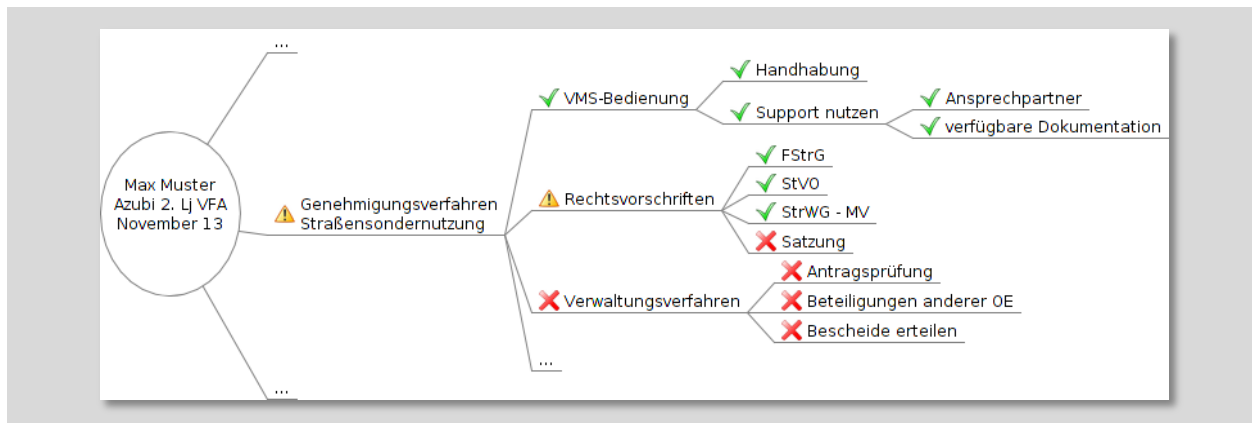 ...
Max Muster
Azubi 2. Lj VFA
November 13
Genehmigungsverfahren
Straßensondernutzung
VMS-Bedienung
Handhabung
Support nutzen
Ansprechpartner
verfügbare Dokumentation
Rechtsvorschriften
FStrG
StVO
StrWG - MV
Satzung
Verwaltungsverfahren
Antragsprüfung
Beteiligungen anderer OE
Bescheide erteilen
...
...